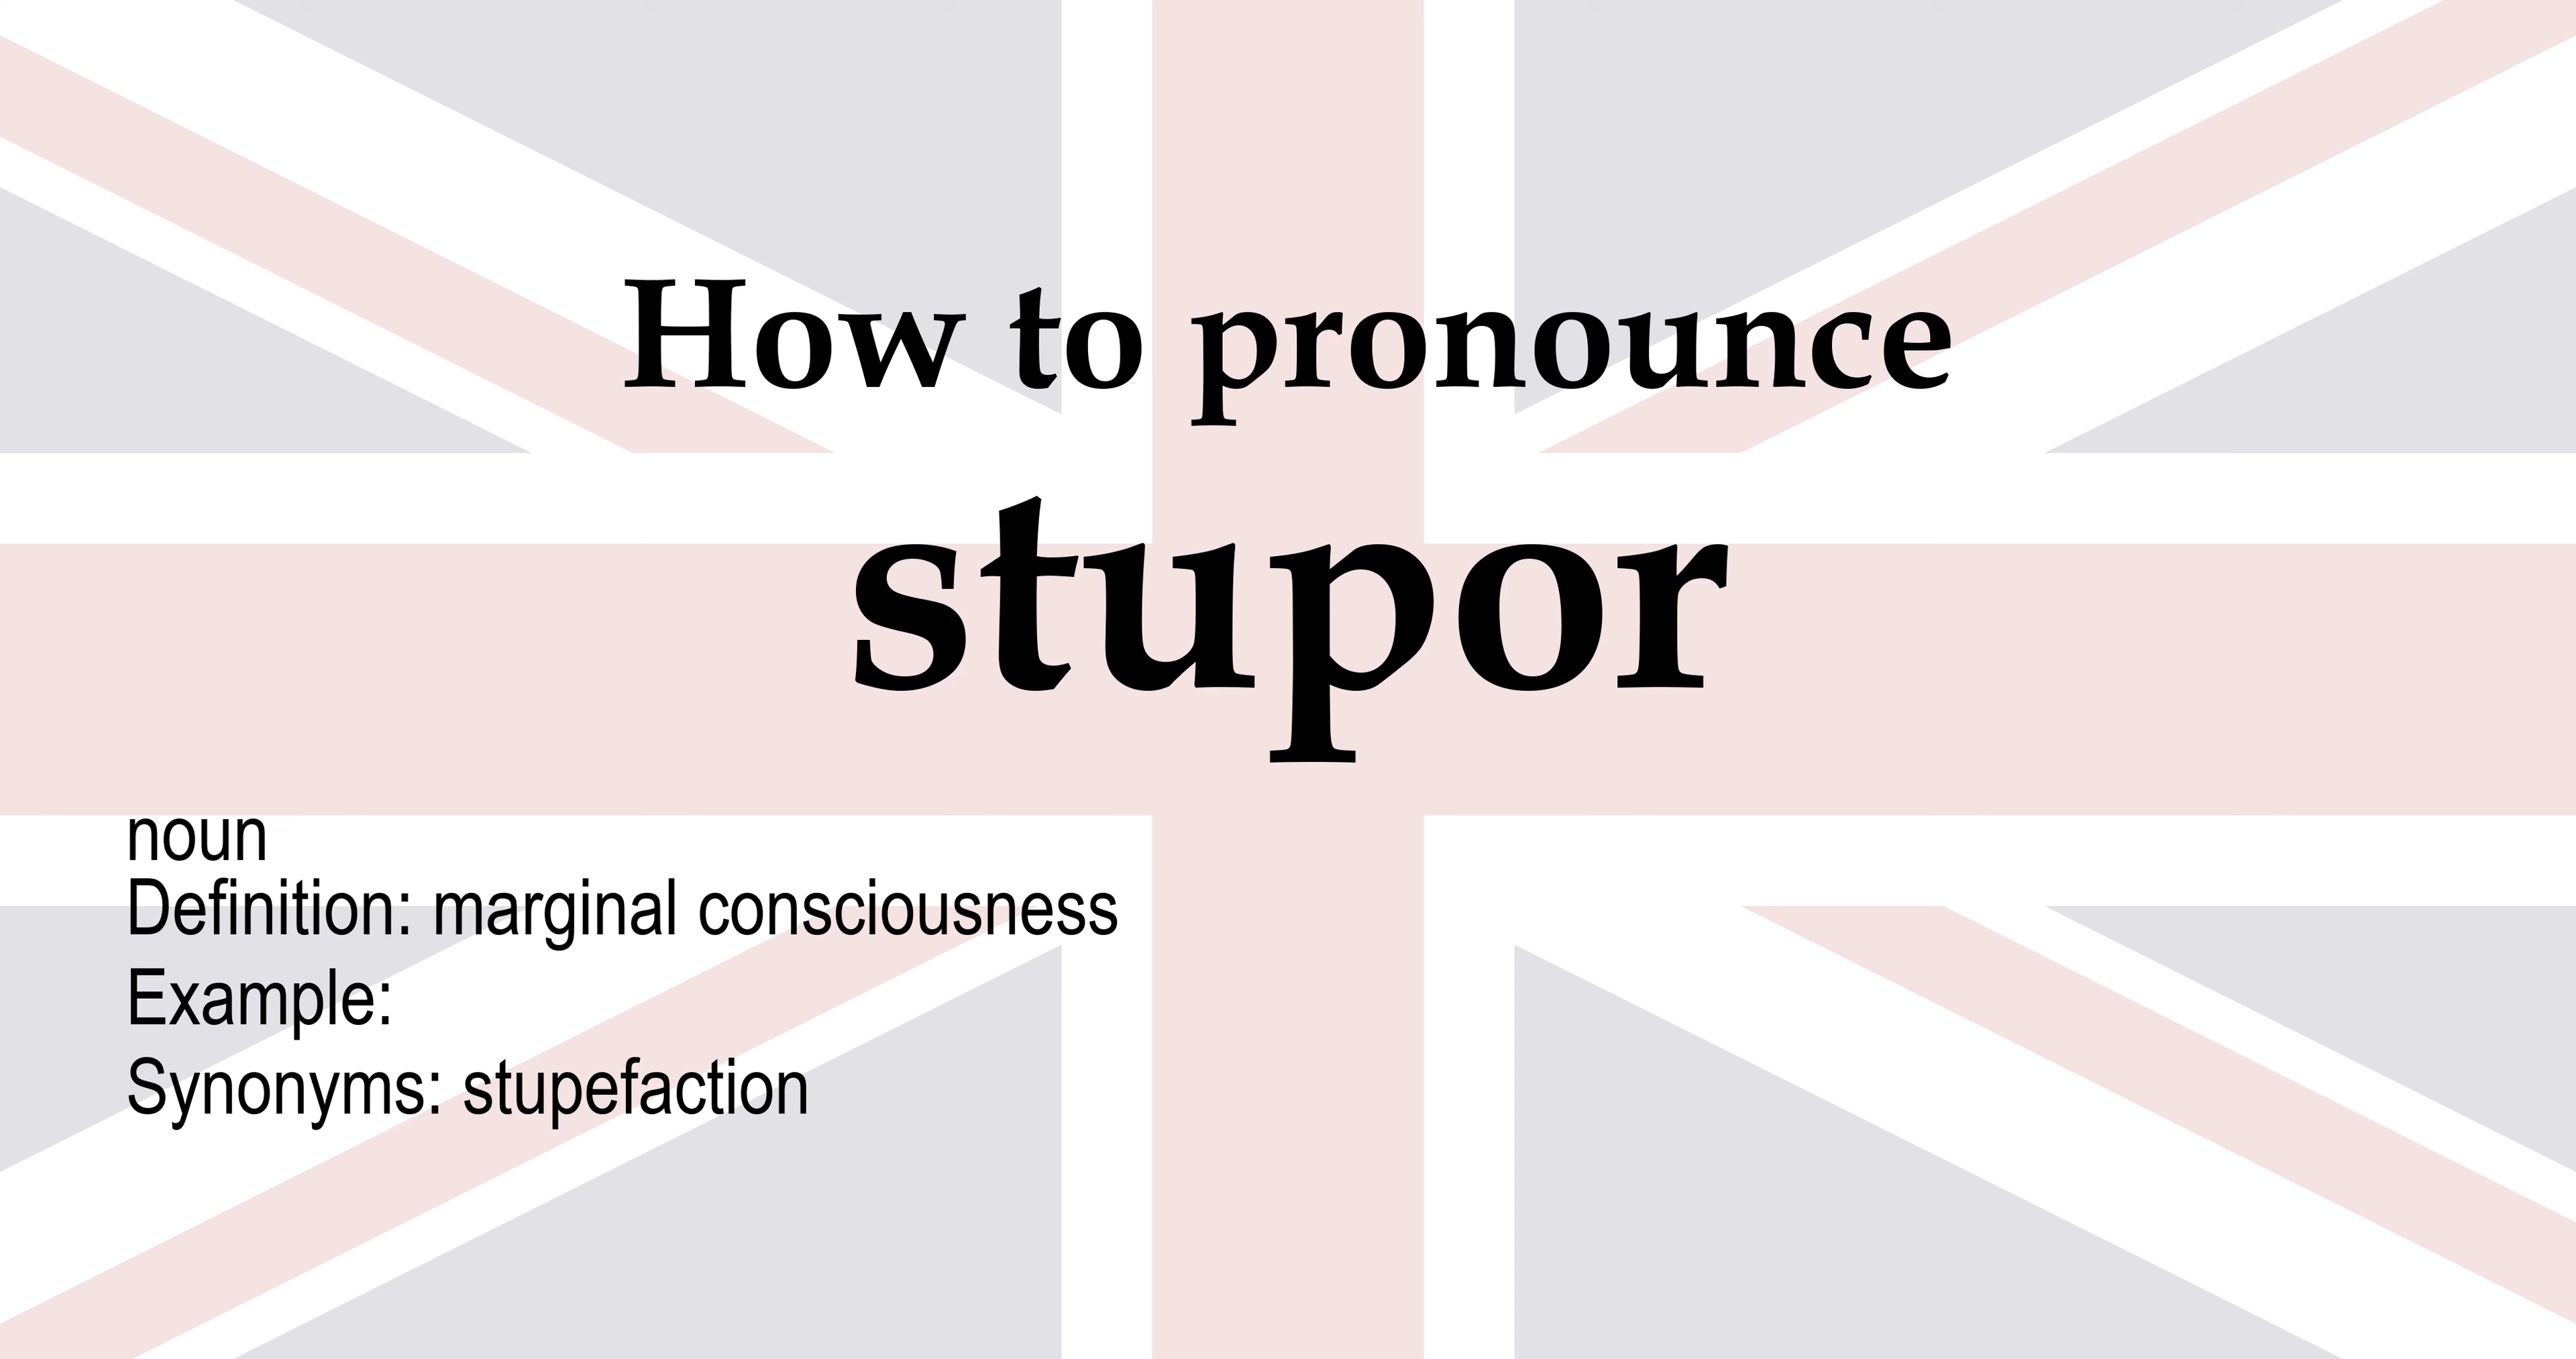 How to pronounce
stupor
noun
Definition: marginal consciousness
Example:
Synonyms: stupefaction